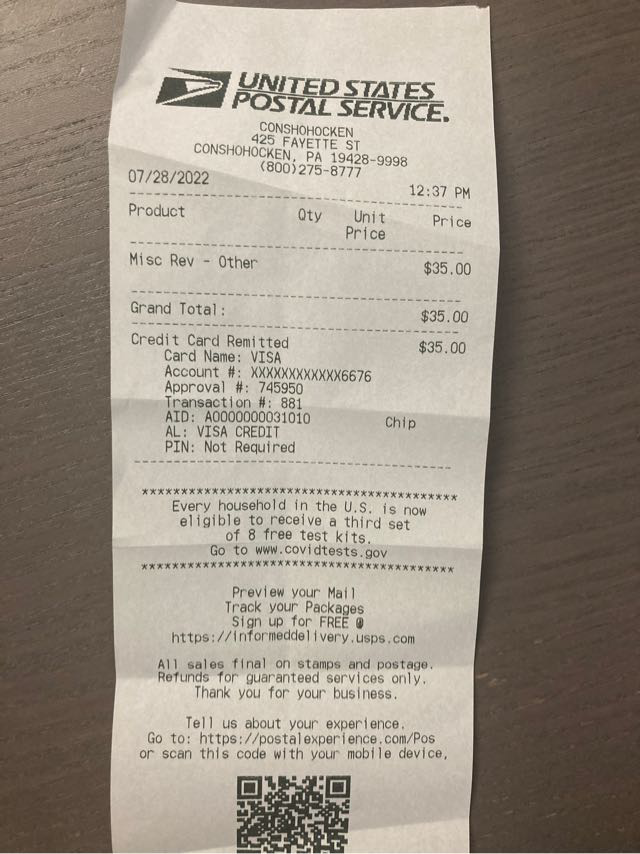 UNITED STATES
POSTAL SERVICE.
CONSHOHOCKEN
425 FAYETTE ST
CONSHOHOCKEN, PA 19428-9998
(800)275-8777
07/28/2022 12:37 PM
Product Qty Unit Price
Price
Misc Rev - Other $35.00
Grand Total: $35.00
Credit Card Remitted $35.00
Card Name: VISA
Account #: XXXXXXXXXXXX6676
Approval #: 745950
Transaction #: 881
AID: A0000000031010 Chip
AL: VISA CREDIT
PIN: Not Required
Every household in the U.S. is now
eligible to receive a third set
of 8 free test kits.
Go to www.covidtests.gov
Preview your Mail
Track your Packages
Sign up for FREE @
https://informeddelivery.usps.com
All sales final on stamps and postage.
Refunds for guaranteed services only.
Thank you for your business.
Tell us about your experience.
Go to: https://postalexperience.com/Pos
or scan this code with your mobile device,